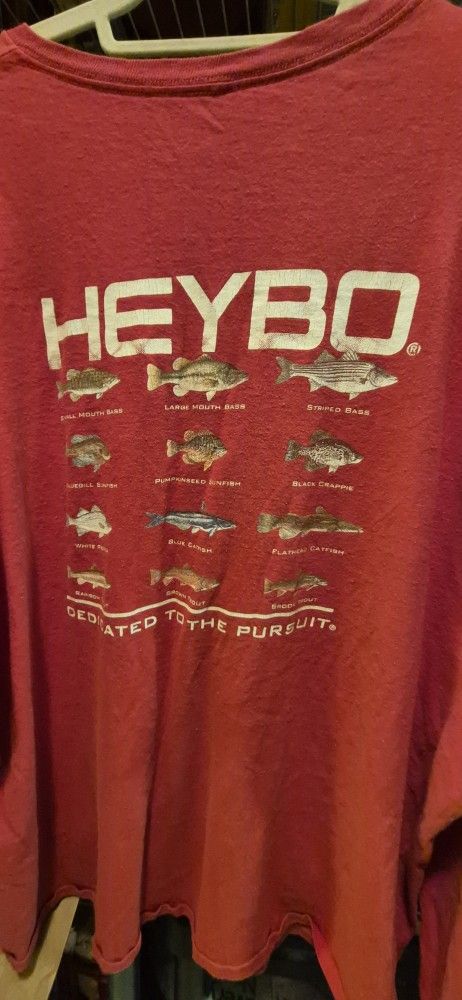 HEYBO®
SMALL MOUTH BASS LARGE MOUTH BASS STRIPED BASS
BLUEGILL SUNFISH PUMPKINSEED SUNFISH BLACK CRAPPIE
WHITE BLUE CATFISH FLATHEAD CATFISH
RAINBOW BROWN TROUT BROOK TROUT
DEDICATED TO THE PURSUIT®